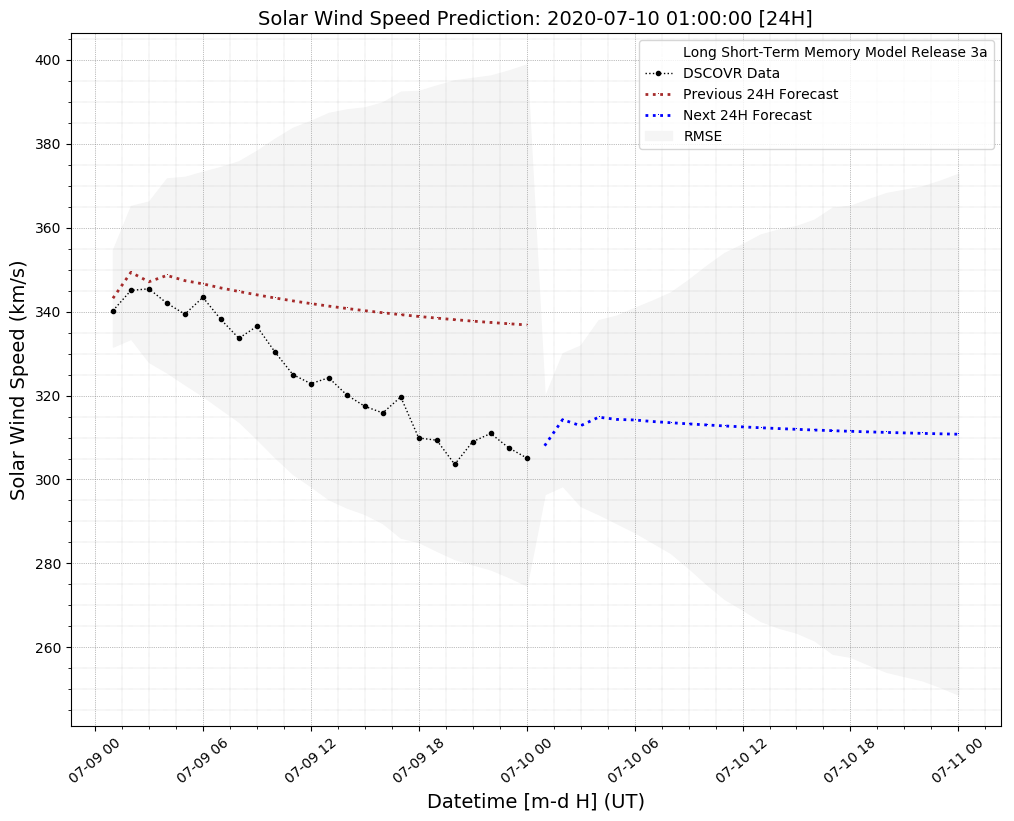 Solar Wind Speed Prediction: 2020-07-10 01:00:00 [24H]
Long Short-Term Memory Model Release 3a
DSCOVR Data
Previous 24H Forecast
Next 24H Forecast
RMSE
Solar Wind Speed (km/s)
400
380
360
340
320
300
280
260
07-09 00
07-09 06
07-09 12
07-09 18
07-10 00
07-10 06
07-10 12
07-10 18
07-11 00
Datetime [m-d H] (UT)